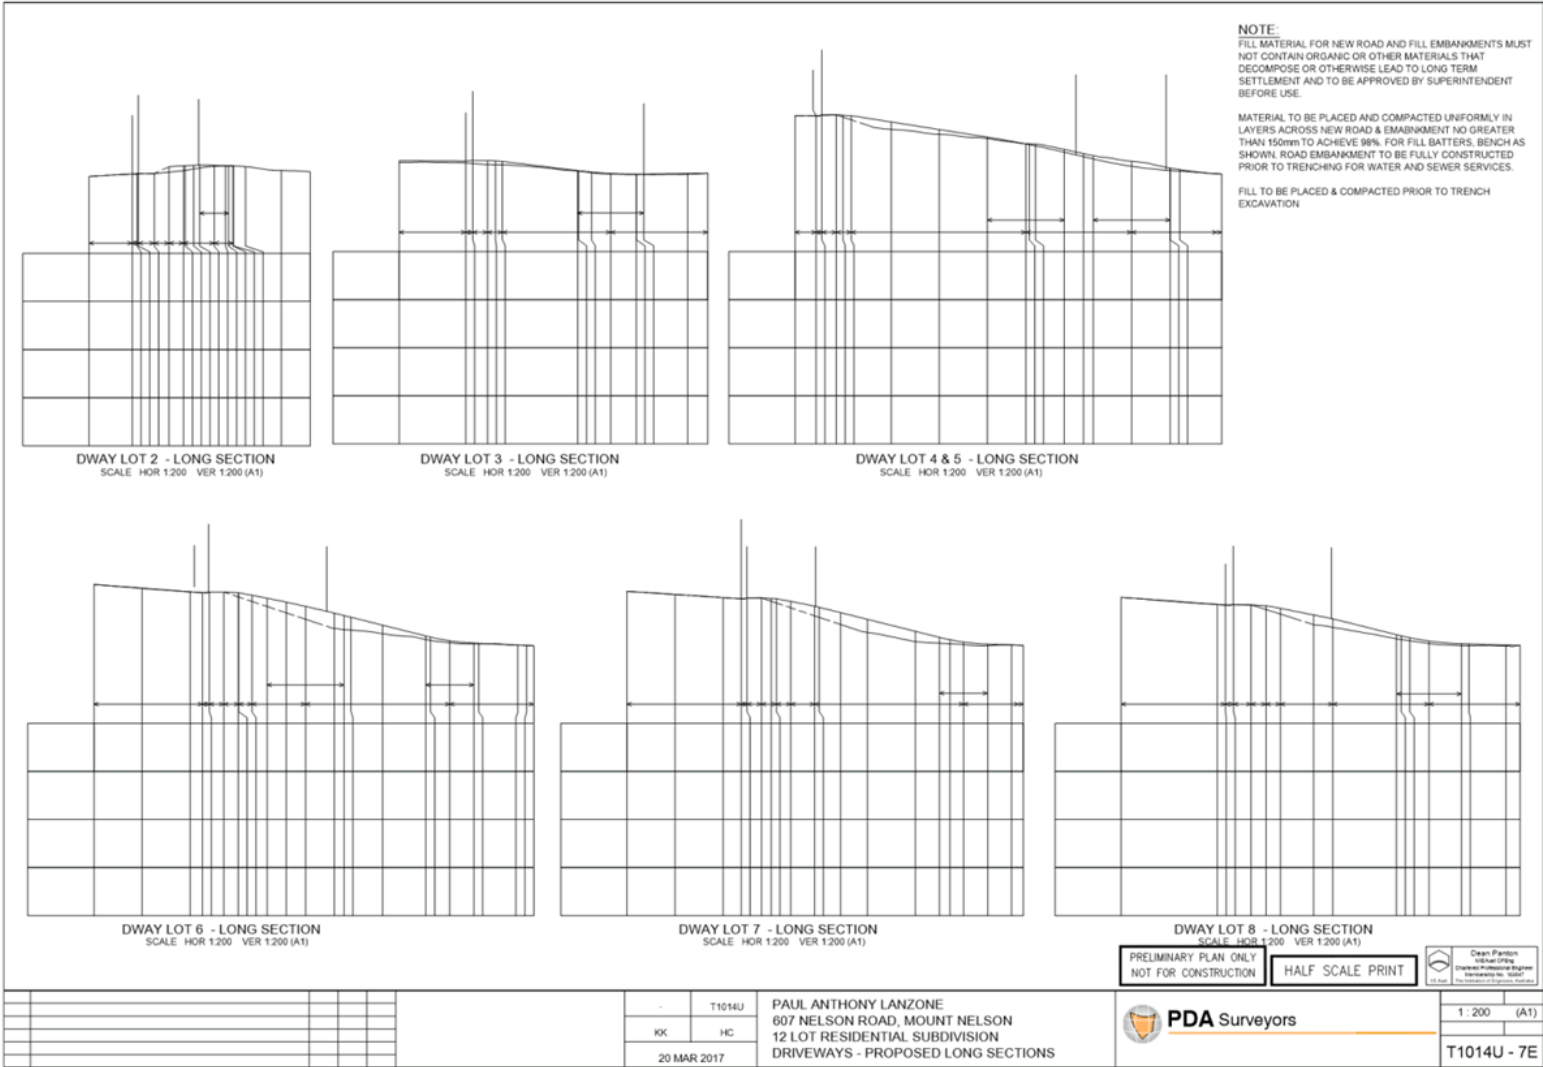 NOTE:
FILL MATERIAL FOR NEW ROAD AND FILL EMBANKMENTS MUST
NOT CONTAIN ORGANIC OR OTHER MATERIALS THAT
DECOMPOSE OR OTHERWISE LEAD TO LONG TERM
SETTLEMENT AND TO BE APPROVED BY SUPERINTENDENT
BEFORE USE.
MATERIAL TO BE PLACED AND COMPACTED UNIFORMLY IN
LAYERS ACROSS NEW ROAD & EMABNKMENT NO GREATER
THAN 150mm TO ACHIEVE 98%. FOR FILL BATTERS, BENCH AS
SHOWN. ROAD EMBANKMENT TO BE FULLY CONSTRUCTED
PRIOR TO TRENCHING FOR WATER AND SEWER SERVICES.
FILL TO BE PLACED & COMPACTED PRIOR TO TRENCH
EXCAVATION
DWAY LOT 2 - LONG SECTION
SCALE HOR 1:200 VER 1:200 (A1)
DWAY LOT 3 - LONG SECTION
SCALE HOR 1:200 VER 1:200 (A1)
DWAY LOT 4 & 5 - LONG SECTION
SCALE HOR 1:200 VER 1:200 (A1)
DWAY LOT 6 - LONG SECTION
SCALE HOR 1:200 VER 1:200 (A1)
DWAY LOT 7 - LONG SECTION
SCALE HOR 1:200 VER 1:200 (A1)
DWAY LOT 8 - LONG SECTION
SCALE HOR 1:200 VER 1:200 (A1)
PRELIMINARY PLAN ONLY
NOT FOR CONSTRUCTION
HALF SCALE PRINT
Dean Panton
Chartered Professional Engineer
- T1014U
KK HC
20 MAR 2017
PAUL ANTHONY LANZONE
607 NELSON ROAD, MOUNT NELSON
12 LOT RESIDENTIAL SUBDIVISION
DRIVEWAYS - PROPOSED LONG SECTIONS
PDA Surveyors
1 : 200 (A1)
T1014U - 7E